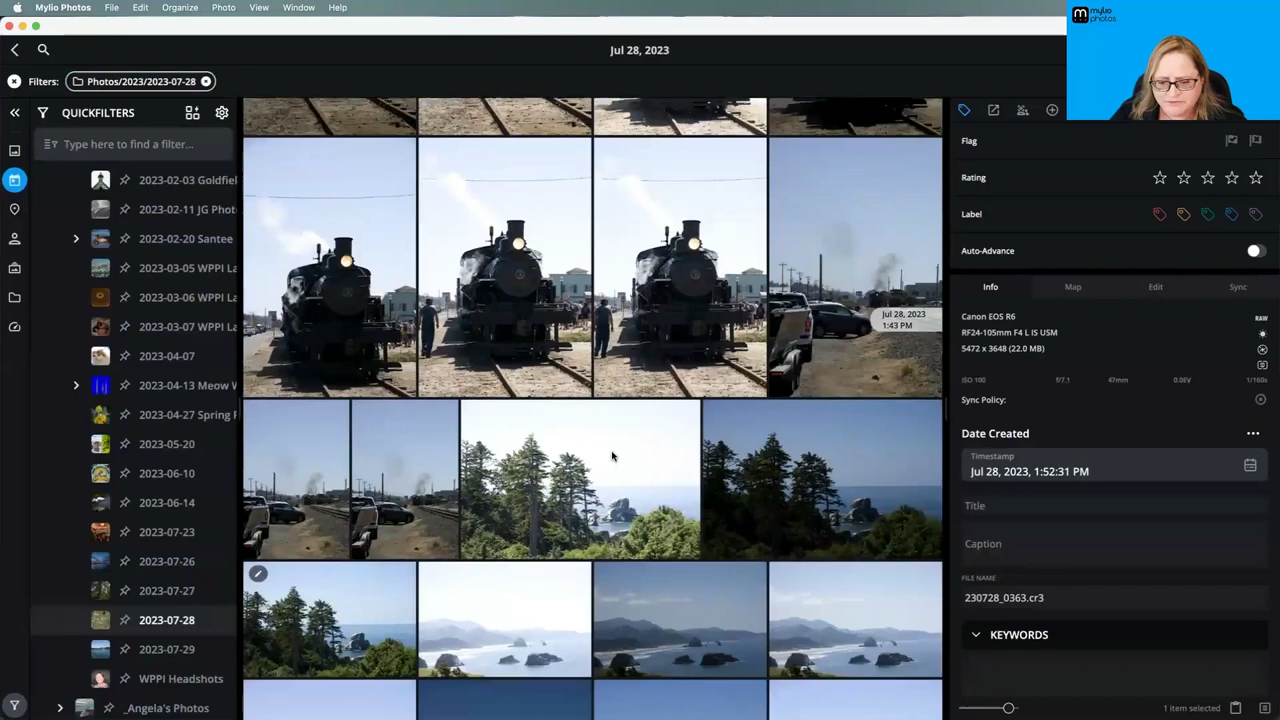 Mylio Photos File Edit Organize Photo View Window Help
mylio
photos
Jul 28, 2023
Filters: Photos/2023/2023-07-28
QUICKFILTERS
Type here to find a filter...
2023-02-03 Goldfiel
2023-02-11 JG Phot
2023-02-20 Santee
2023-03-05 WPPI La
2023-03-06 WPPI La
2023-03-07 WPPI La
2023-04-07
2023-04-13 Meow W
2023-04-27 Spring F
2023-05-20
2023-06-10
2023-06-14
2023-07-23
2023-07-26
2023-07-27
2023-07-28
2023-07-29
WPPI Headshots
_Angela's Photos
Jul 28, 2023
1:43 PM
Flag
Rating
Label
Auto-Advance
Info Map Edit Sync
Canon EOS R6
RAW
RF24-105mm F4 L IS USM
5472 x 3648 (22.0 MB)
ISO 100 f/7.1 47mm 0.0EV 1/160s
Sync Policy:
Date Created
Timestamp
Jul 28, 2023, 1:52:31 PM
Title
Caption
FILE NAME
230728_0363.cr3
KEYWORDS
1 item selected